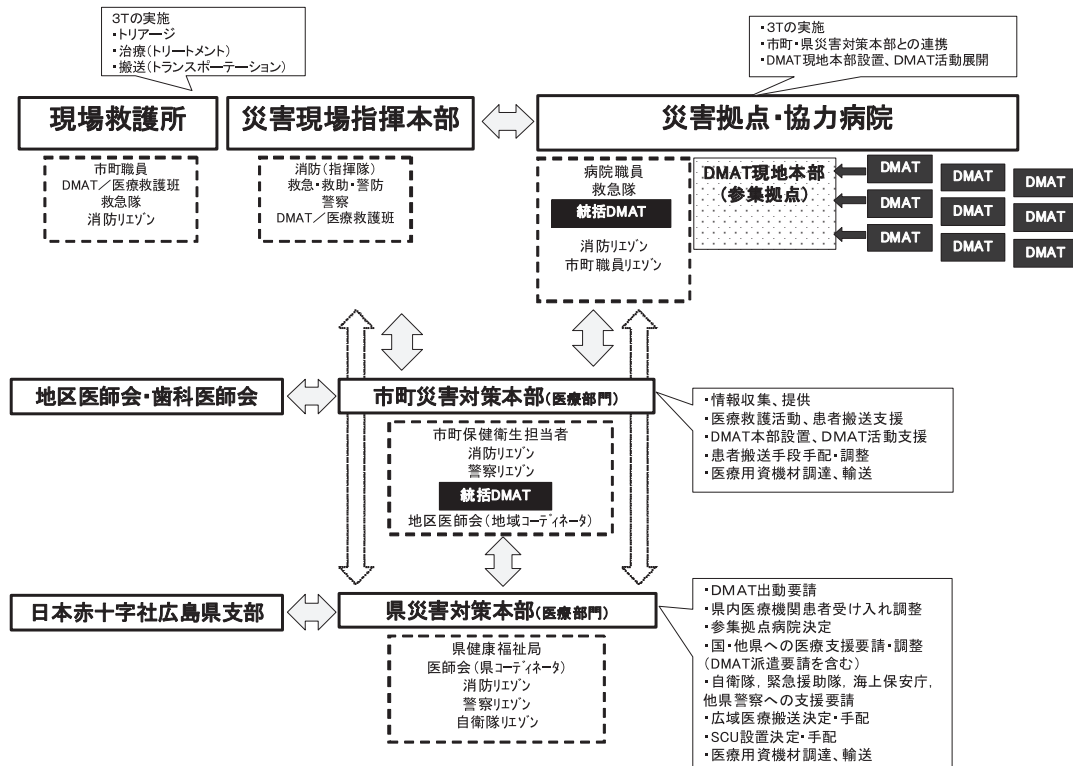 3Tの実施
・トリアージ
・治療(トリートメント)
・搬送(トランスポーテーション)
・3Tの実施
・市町・県災害対策本部との連携
・DMAT現地本部設置、DMAT活動展開
現場救護所
災害現場指揮本部
災害拠点・協力病院
市町職員
DMAT/医療救護班
救急隊
消防リエゾン
消防(指揮隊)
救急・救助・警防
警察
DMAT/医療救護班
病院職員
救急隊
統括DMAT
消防リエゾン
市町職員リエゾン
DMAT現地本部
(参集拠点)
DMAT
DMAT
DMAT
DMAT
DMAT
DMAT
DMAT
DMAT
DMAT
地区医師会・歯科医師会
市町災害対策本部(医療部門)
市町保健衛生担当者
消防リエゾン
警察リエゾン
統括DMAT
地区医師会(地域コーディネータ)
・情報収集、提供
・医療救護活動、患者搬送支援
・DMAT本部設置、DMAT活動支援
・患者搬送手段手配・調整
・医療用資機材調達、輸送
日本赤十字社広島県支部
県災害対策本部(医療部門)
県健康福祉局
医師会(県コーディネータ)
消防リエゾン
警察リエゾン
自衛隊リエゾン
・DMAT出動要請
・県内医療機関患者受け入れ調整
・参集拠点病院決定
・国・他県への医療支援要請・調整
(DMAT派遣要請を含む)
・自衛隊, 緊急援助隊, 海上保安庁,
他県警察への支援要請
・広域医療搬送決定・手配
・SCU設置決定・手配
・医療用資機材調達、輸送